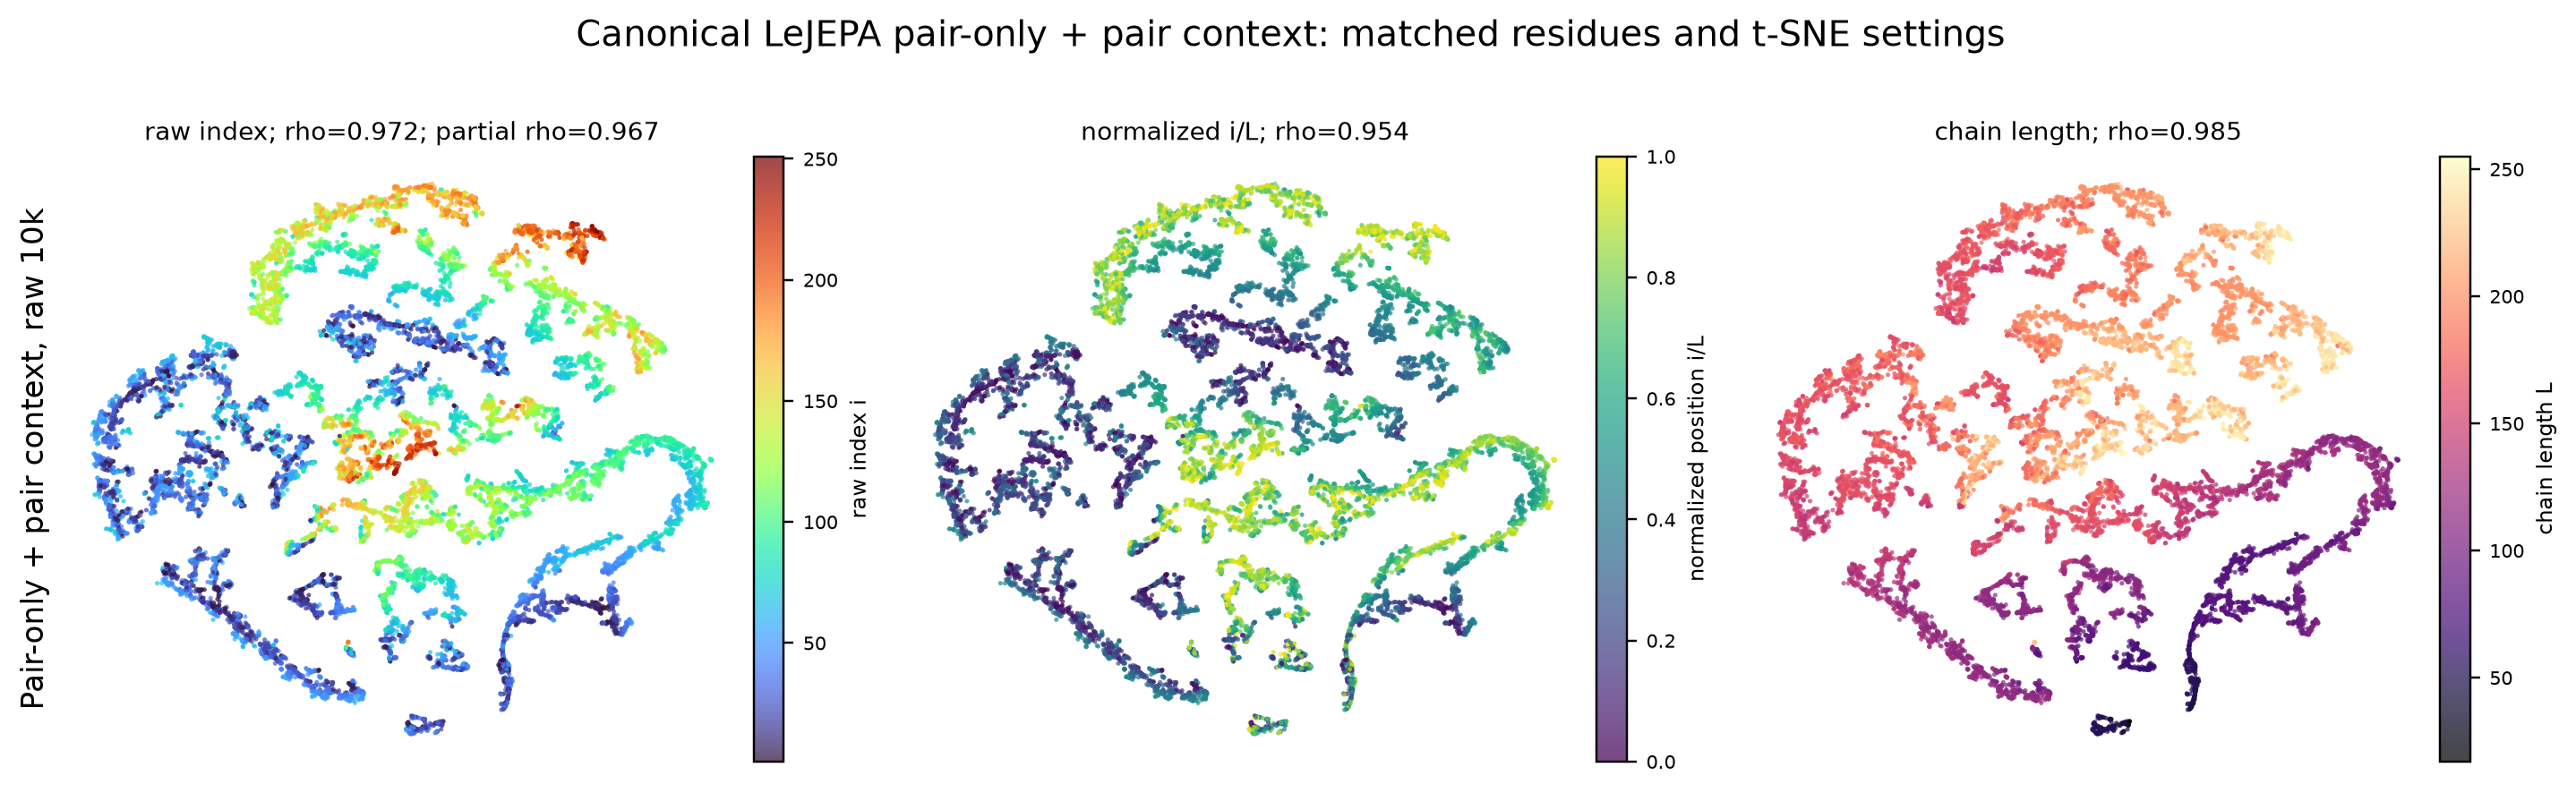 Canonical LeJEPA pair-only + pair context: matched residues and t-SNE settings
Pair-only + pair context, raw 10k
raw index; rho=0.972; partial rho=0.967
250
200
150
100
50
raw index i
normalized i/L; rho=0.954
1.0
0.8
0.6
0.4
0.2
0.0
normalized position i/L
chain length; rho=0.985
250
200
150
100
50
chain length L